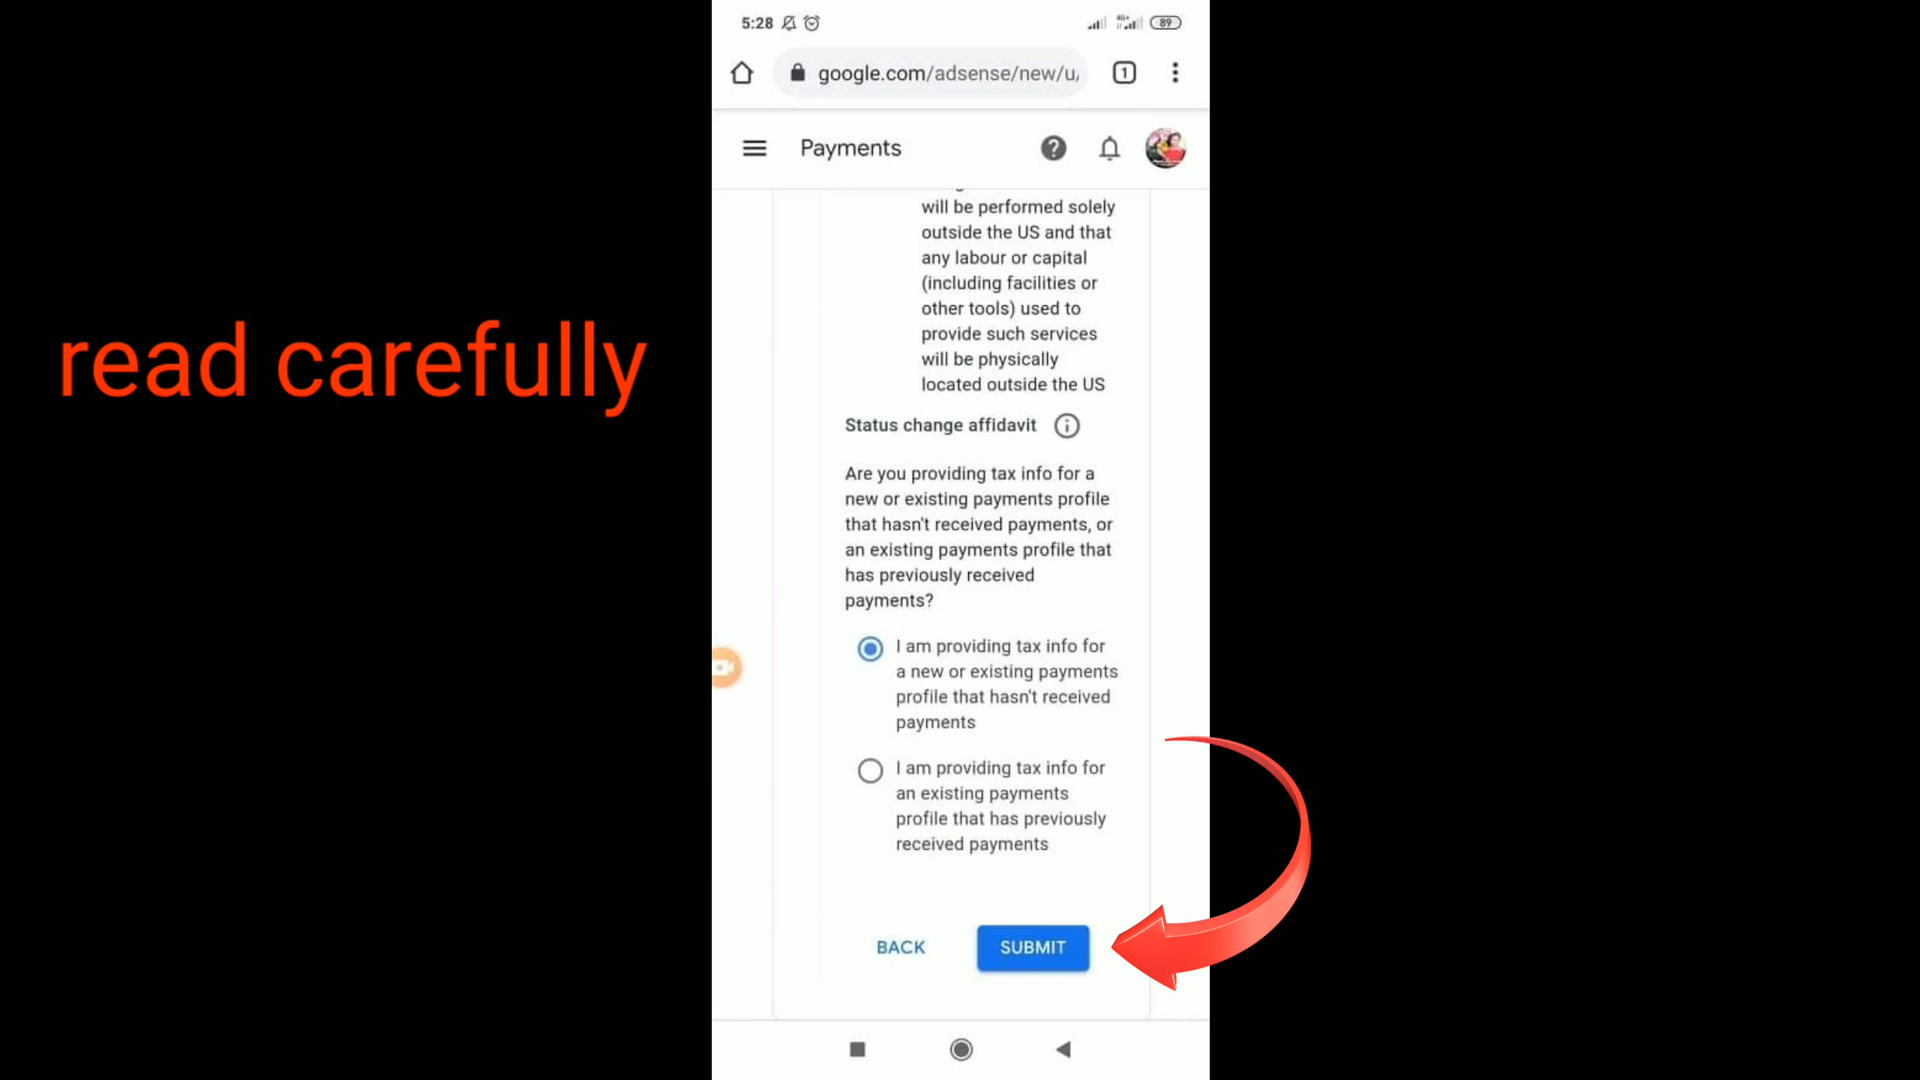 5:28
4G+
89
google.com/adsense/new/u/
1
Payments
will be performed solely
outside the US and that
any labour or capital
(including facilities or
other tools) used to
provide such services
will be physically
located outside the US
Status change affidavit
Are you providing tax info for a
new or existing payments profile
that hasn't received payments, or
an existing payments profile that
has previously received
payments?
I am providing tax info for
a new or existing payments
profile that hasn't received
payments
I am providing tax info for
an existing payments
profile that has previously
received payments
BACK
SUBMIT
read carefully